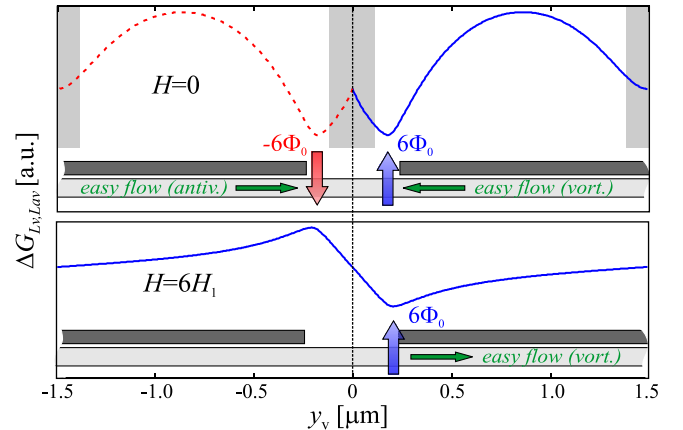 H=0
-6Φ₀ 6Φ₀
easy flow (antiv.) easy flow (vort.)
ΔG_{Lv,Lav} [a.u.]
H=6H₁
6Φ₀
easy flow (vort.)
-1.5 -1.0 -0.5 0 0.5 1.0 1.5
y_v [μm]